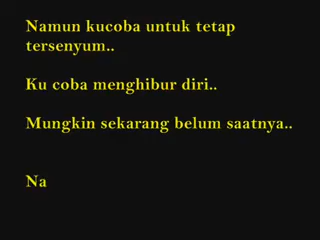 Namun kucoba untuk tetap
tersenyum..
Ku coba menghibur diri..
Mungkin sekarang belum saatnya..
Na